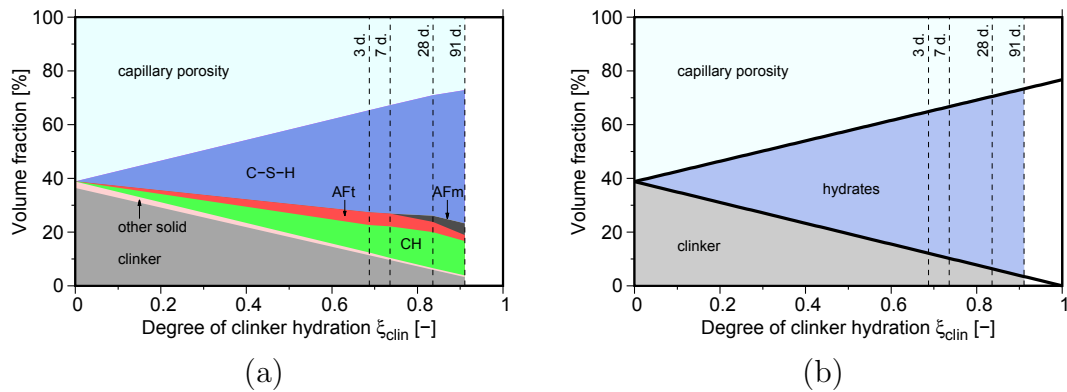 100
80
60
40
20
0
Volume fraction [%]
capillary porosity
3 d.
7 d.
28 d.
91 d.
C−S−H
AFt
AFm
other solid
CH
clinker
0
0.2
0.4
0.6
0.8
1
Degree of clinker hydration ξclin [−]
(a)
100
80
60
40
20
0
Volume fraction [%]
capillary porosity
3 d.
7 d.
28 d.
91 d.
hydrates
clinker
0
0.2
0.4
0.6
0.8
1
Degree of clinker hydration ξclin [−]
(b)